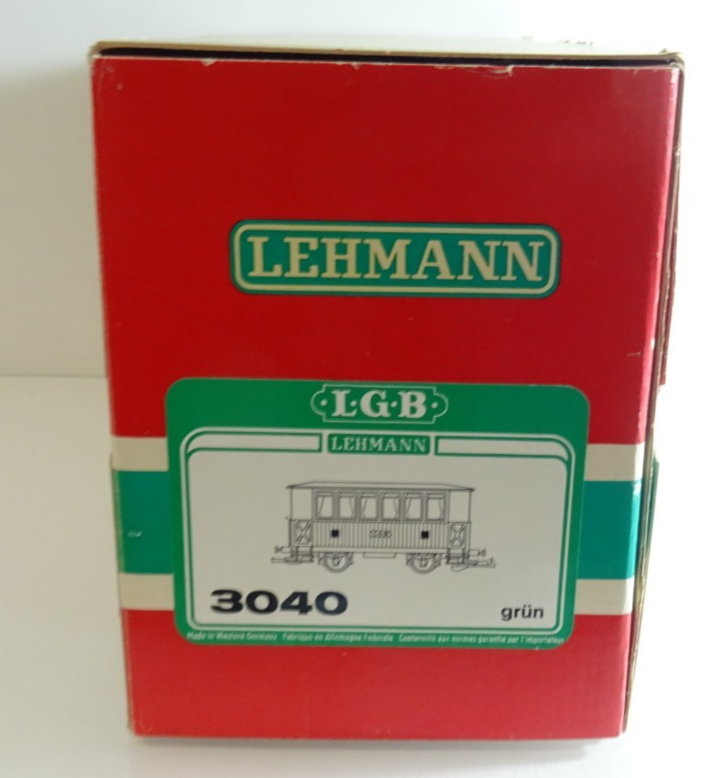 LEHMANN
L·G·B
LEHMANN
3040
grün
Made in Western Germany Fabriqué en Allemagne Fédérale Conformité aux normes garantie par l'importateur